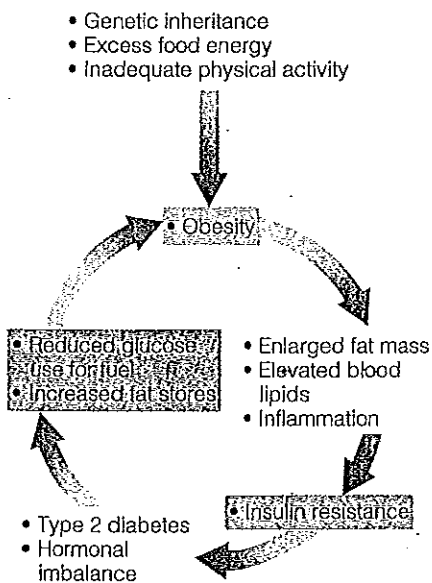 • Genetic inheritance
• Excess food energy
• Inadequate physical activity
• Obesity
• Enlarged fat mass
• Elevated blood
lipids
• Inflammation
• Insulin resistance
• Type 2 diabetes
• Hormonal
imbalance
• Reduced glucose
use for fuel
• Increased fat stores